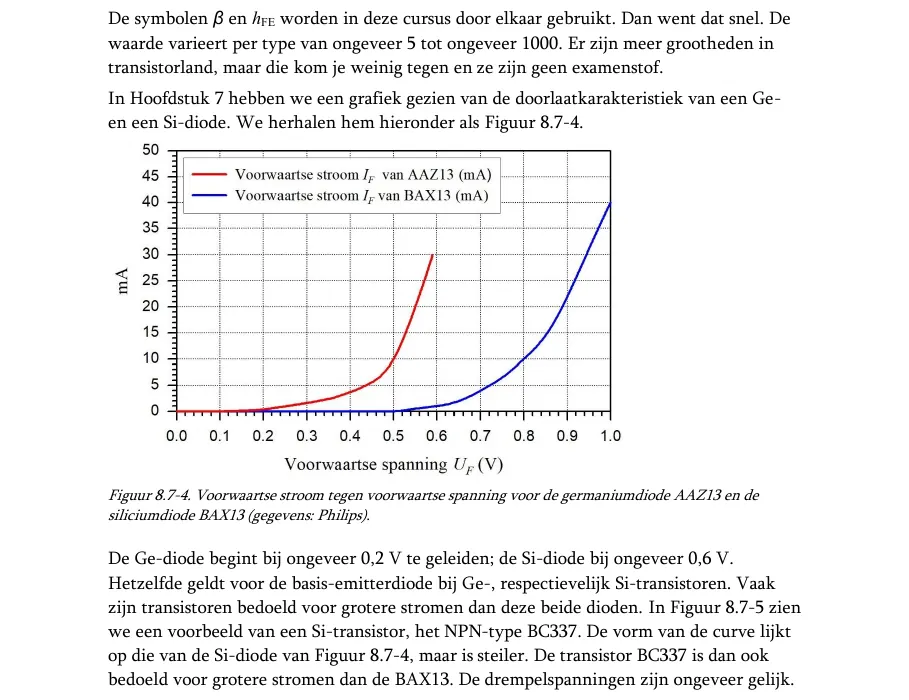 De symbolen β en hFE worden in deze cursus door elkaar gebruikt. Dan went dat snel. De
waarde varieert per type van ongeveer 5 tot ongeveer 1000. Er zijn meer grootheden in
transistorland, maar die kom je weinig tegen en ze zijn geen examenstof.
In Hoofdstuk 7 hebben we een grafiek gezien van de doorlaatkarakteristiek van een Ge-
en een Si-diode. We herhalen hem hieronder als Figuur 8.7-4.
50
45
40
35
30
25
20
15
10
5
0
mA
Voorwaartse stroom IF van AAZ13 (mA)
Voorwaartse stroom IF van BAX13 (mA)
0.0 0.1 0.2 0.3 0.4 0.5 0.6 0.7 0.8 0.9 1.0
Voorwaartse spanning UF (V)
Figuur 8.7-4. Voorwaartse stroom tegen voorwaartse spanning voor de germaniumdiode AAZ13 en de
siliciumdiode BAX13 (gegevens: Philips).
De Ge-diode begint bij ongeveer 0,2 V te geleiden; de Si-diode bij ongeveer 0,6 V.
Hetzelfde geldt voor de basis-emitterdiode bij Ge-, respectievelijk Si-transistoren. Vaak
zijn transistoren bedoeld voor grotere stromen dan deze beide dioden. In Figuur 8.7-5 zien
we een voorbeeld van een Si-transistor, het NPN-type BC337. De vorm van de curve lijkt
op die van de Si-diode van Figuur 8.7-4, maar is steiler. De transistor BC337 is dan ook
bedoeld voor grotere stromen dan de BAX13. De drempelspanningen zijn ongeveer gelijk.